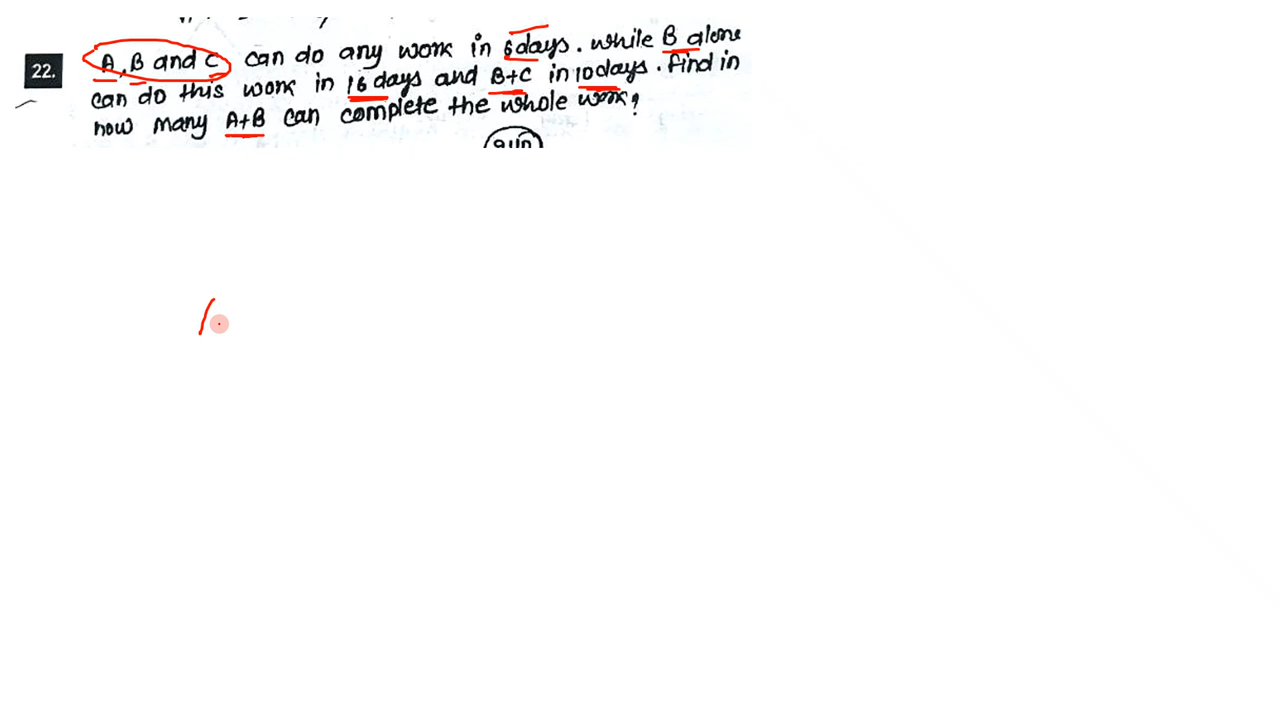 22. A, B and C can do any work in 6 days. while B alone
can do this work in 16 days and B+C in 10 days. Find in
how many A+B can complete the whole work?
240